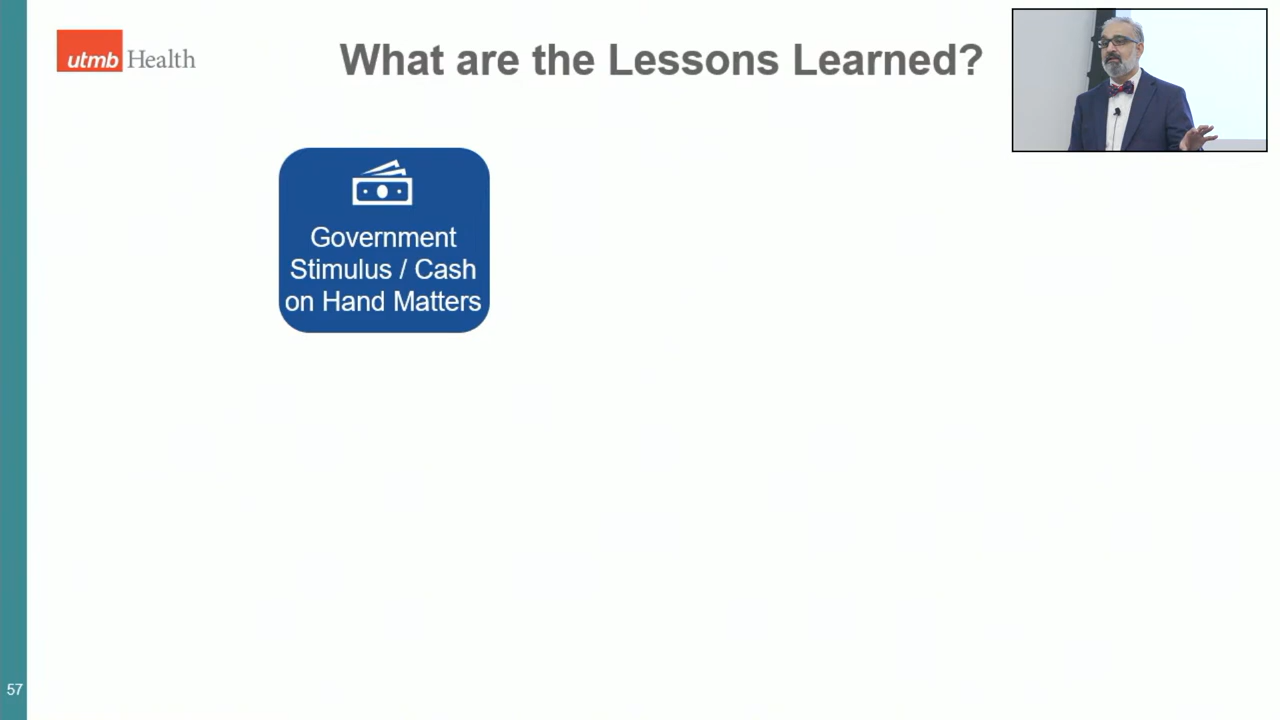 utmb Health
What are the Lessons Learned?
Government
Stimulus / Cash
on Hand Matters
57